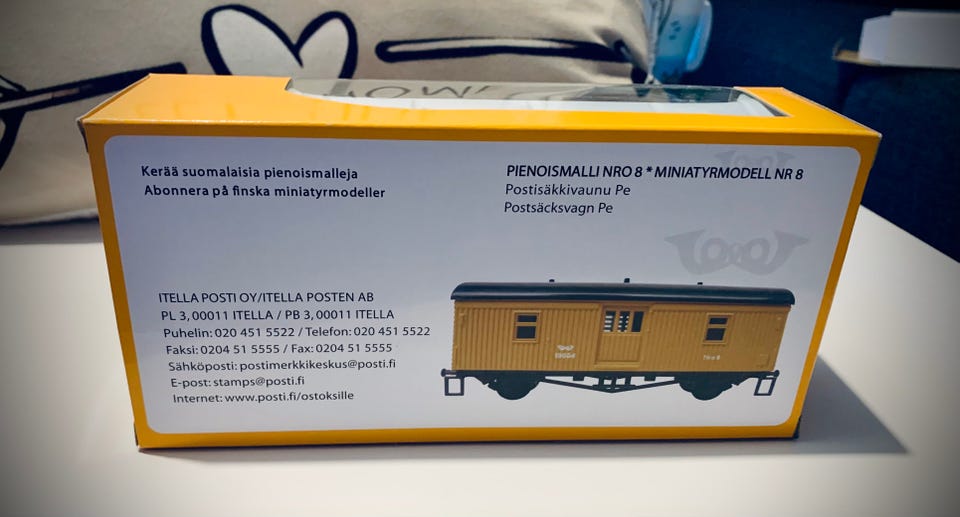 Kerää suomalaisia pienoismalleja
Abonnera på finska miniatyrmodeller
PIENOISMALLI NRO 8 * MINIATYRMODELL NR 8
Postisäkkivaunu Pe
Postsäcksvagn Pe
ITELLA POSTI OY/ITELLA POSTEN AB
PL 3, 00011 ITELLA / PB 3, 00011 ITELLA
Puhelin: 020 451 5522 / Telefon: 020 451 5522
Faksi: 0204 51 5555 / Fax: 0204 51 5555
Sähköposti: postimerkkikeskus@posti.fi
E-post: stamps@posti.fi
Internet: www.posti.fi/ostoksille